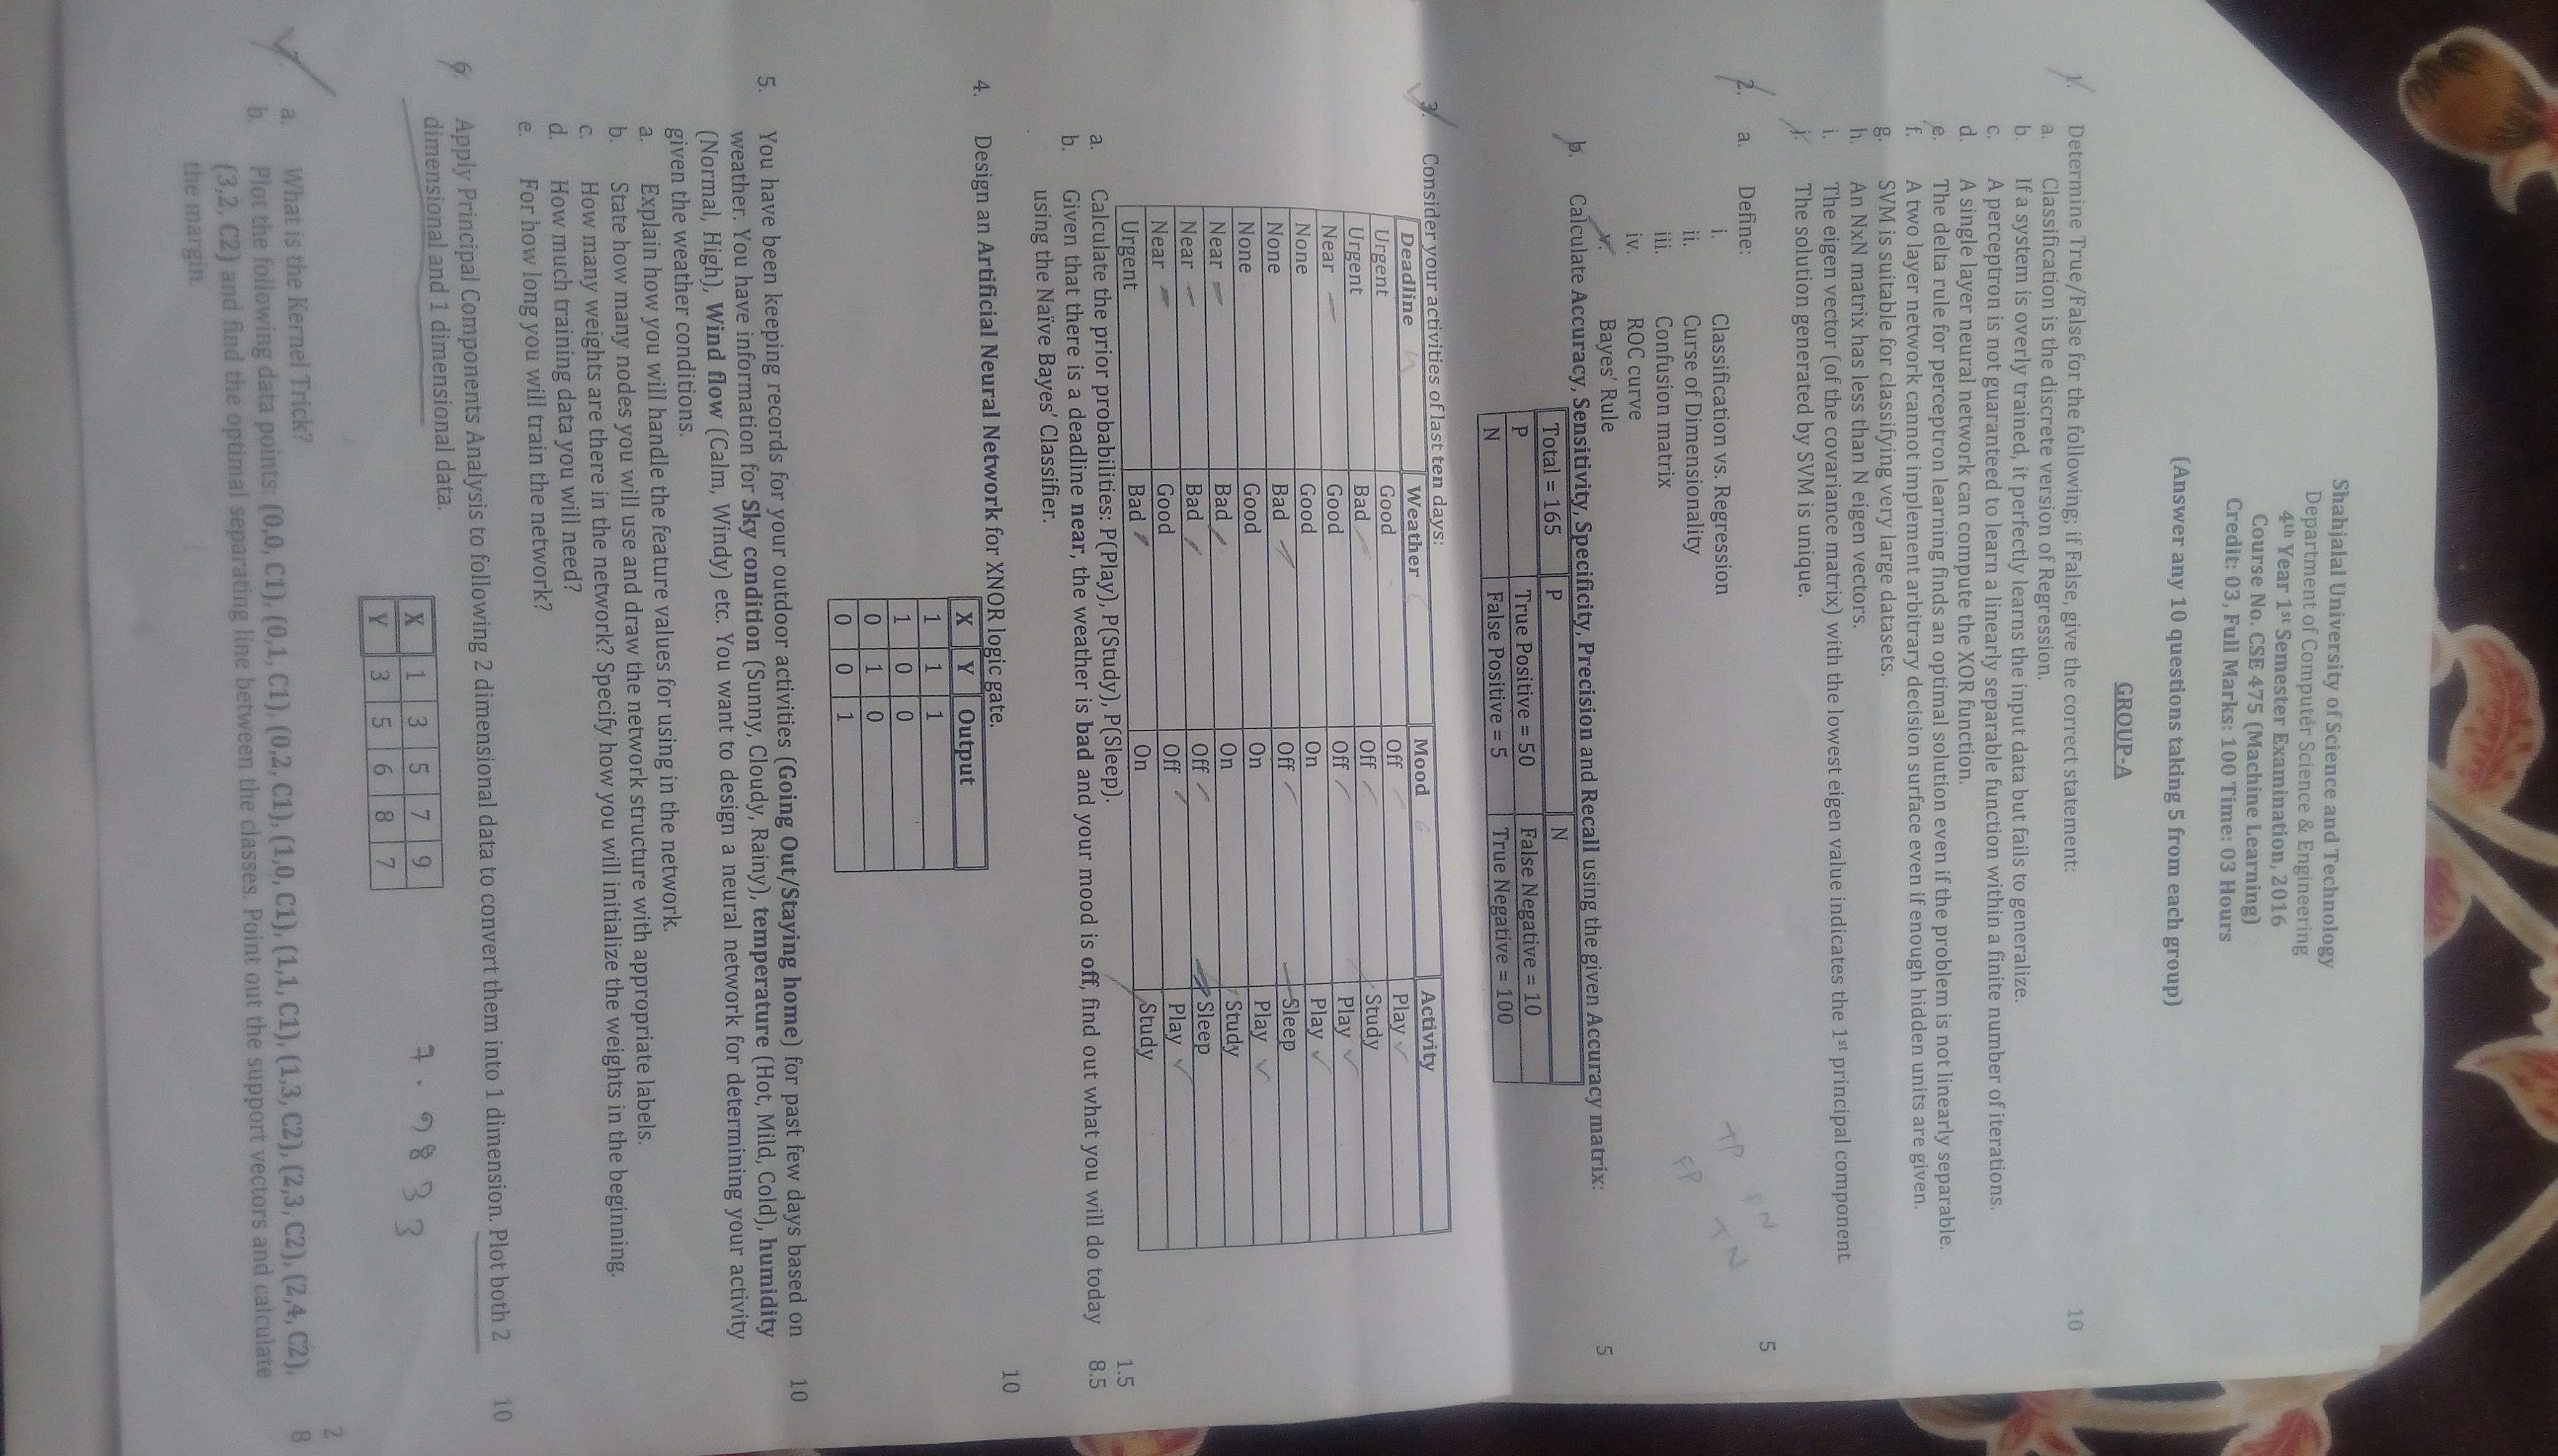 Shahjalal University of Science and Technology
Department of Computer Science & Engineering
4th Year 1st Semester Examination, 2016
Course No. CSE 475 (Machine Learning)
Credit: 03, Full Marks: 100 Time: 03 Hours
(Answer any 10 questions taking 5 from each group)
GROUP-A
1. Determine True/False for the following; if False, give the correct statement: 10
a. Classification is the discrete version of Regression.
b. If a system is overly trained, it perfectly learns the input data but fails to generalize.
c. A perceptron is not guaranteed to learn a linearly separable function within a finite number of iterations.
d. A single layer neural network can compute the XOR function.
e. The delta rule for perceptron learning finds an optimal solution even if the problem is not linearly separable.
f. A two layer network cannot implement arbitrary decision surface even if enough hidden units are given.
g. SVM is suitable for classifying very large datasets.
h. An NxN matrix has less than N eigen vectors.
i. The eigen vector (of the covariance matrix) with the lowest eigen value indicates the 1st principal component.
j. The solution generated by SVM is unique.
2. a. Define: 5
i. Classification vs. Regression
ii. Curse of Dimensionality
iii. Confusion matrix
iv. ROC curve
v. Bayes' Rule
TP FN
FP TN
b. Calculate Accuracy, Sensitivity, Specificity, Precision and Recall using the given Accuracy matrix: 5
Total = 165 P N
P True Positive = 50 False Negative = 10
N False Positive = 5 True Negative = 100
3. Consider your activities of last ten days:
Deadline Weather Mood Activity
Urgent Good Off Play
Urgent Bad Off Study
Near Good Off Play
None Good On Play
None Bad Off Sleep
None Good On Play
Near Bad On Study
Near Bad Off Sleep
Near Good Off Play
Urgent Bad On Study
a. Calculate the prior probabilities: P(Play), P(Study), P(Sleep). 1.5
b. Given that there is a deadline near, the weather is bad and your mood is off, find out what you will do today 8.5
using the Naïve Bayes' Classifier.
4. Design an Artificial Neural Network for XNOR logic gate. 10
X Y Output
1 1 1
1 0 0
0 1 0
0 0 1
5. You have been keeping records for your outdoor activities (Going Out/Staying home) for past few days based on 10
weather. You have information for Sky condition (Sunny, Cloudy, Rainy), temperature (Hot, Mild, Cold), humidity
(Normal, High), Wind flow (Calm, Windy) etc. You want to design a neural network for determining your activity
given the weather conditions.
a. Explain how you will handle the feature values for using in the network.
b. State how many nodes you will use and draw the network structure with appropriate labels.
c. How many weights are there in the network? Specify how you will initialize the weights in the beginning.
d. How much training data you will need?
e. For how long you will train the network?
6. Apply Principal Components Analysis to following 2 dimensional data to convert them into 1 dimension. Plot both 2 10
dimensional and 1 dimensional data.
X 1 3 5 7 9
Y 3 5 6 8 7
7.9833
a. What is the Kernel Trick? 2
b. Plot the following data points: (0,0, C1), (0,1, C1), (0,2, C1), (1,0, C1), (1,1, C1), (1,3, C2), (2,3, C2), (2,4, C2), 8
(3,2, C2) and find the optimal separating line between the classes. Point out the support vectors and calculate
the margin.